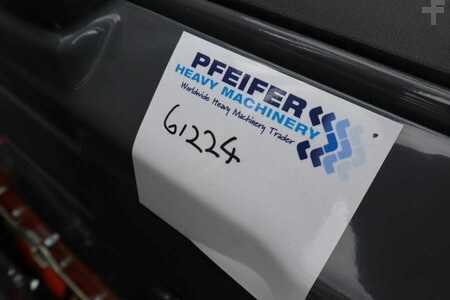 PFEIFER
HEAVY MACHINERY
Worldwide Heavy Machinery Trader
61224
F